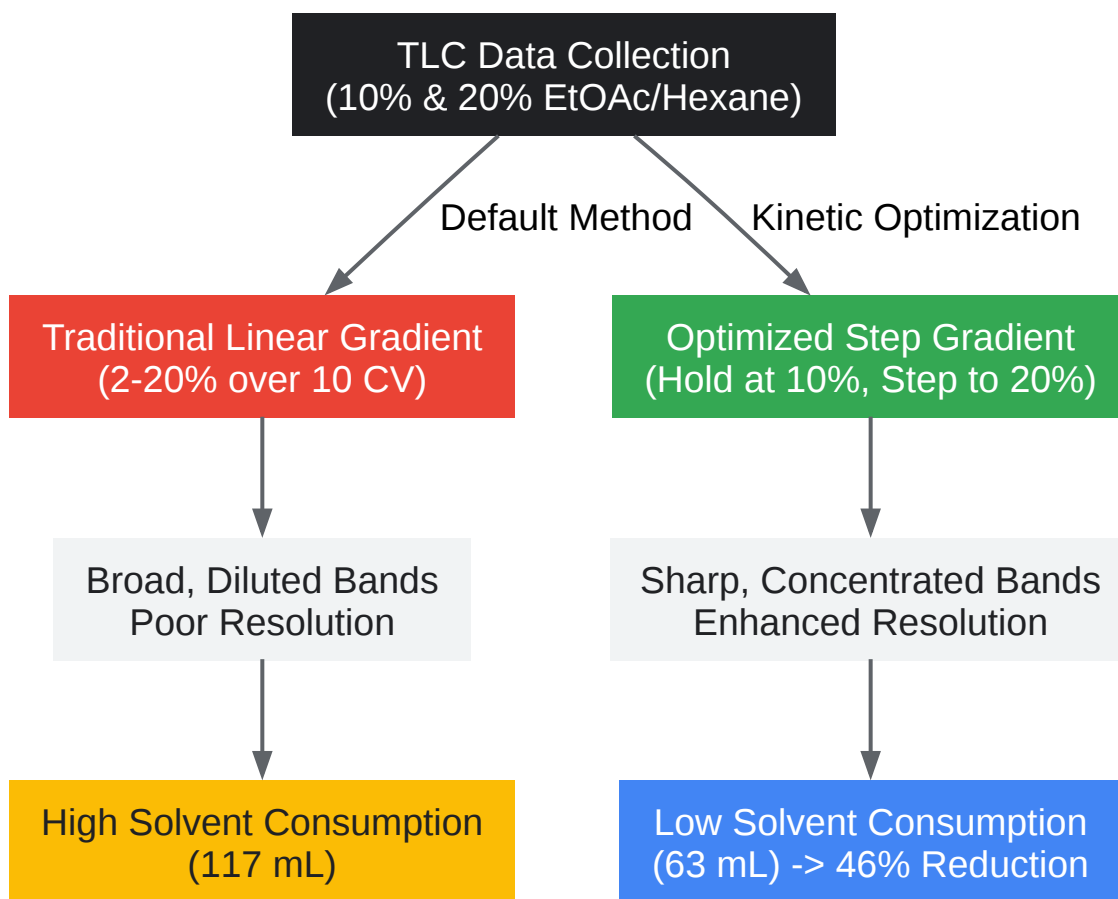 TLC Data Collection
(10% & 20% EtOAc/Hexane)
Default Method
Kinetic Optimization
Traditional Linear Gradient
(2-20% over 10 CV)
Optimized Step Gradient
(Hold at 10%, Step to 20%)
Broad, Diluted Bands
Poor Resolution
Sharp, Concentrated Bands
Enhanced Resolution
High Solvent Consumption
(117 mL)
Low Solvent Consumption
(63 mL) -> 46% Reduction